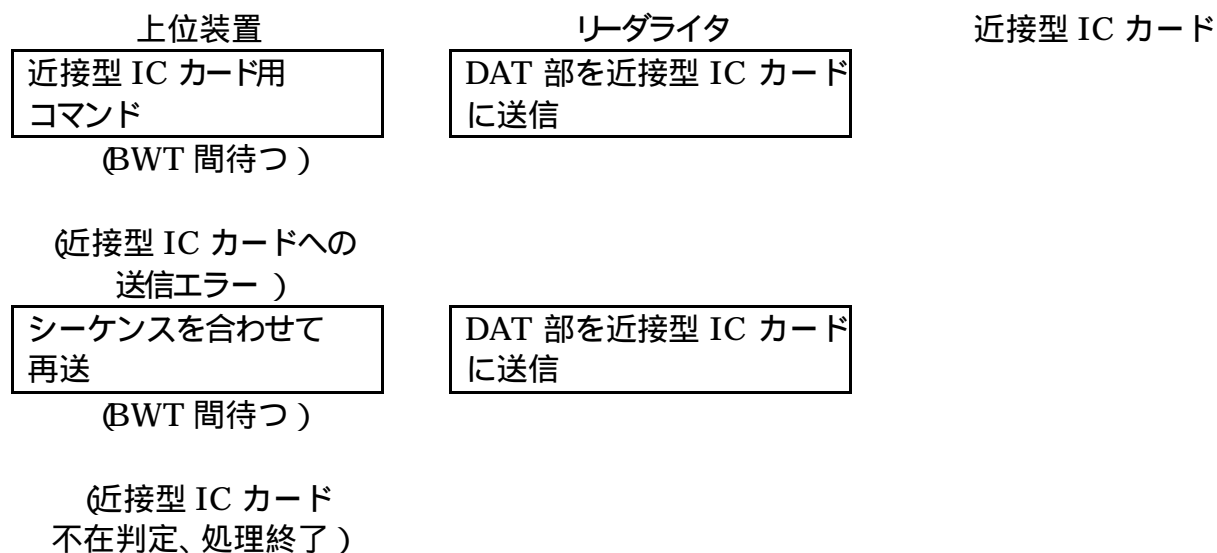 上位装置 リーダライタ 近接型 IC カード
近接型 IC カード用 DAT 部を近接型 IC カード
コマンド に送信
(BWT 間待つ)
(近接型 IC カードへの
送信エラー )
シーケンスを合わせて DAT 部を近接型 IC カード
再送 に送信
(BWT 間待つ)
(近接型 IC カード
不在判定、処理終了)